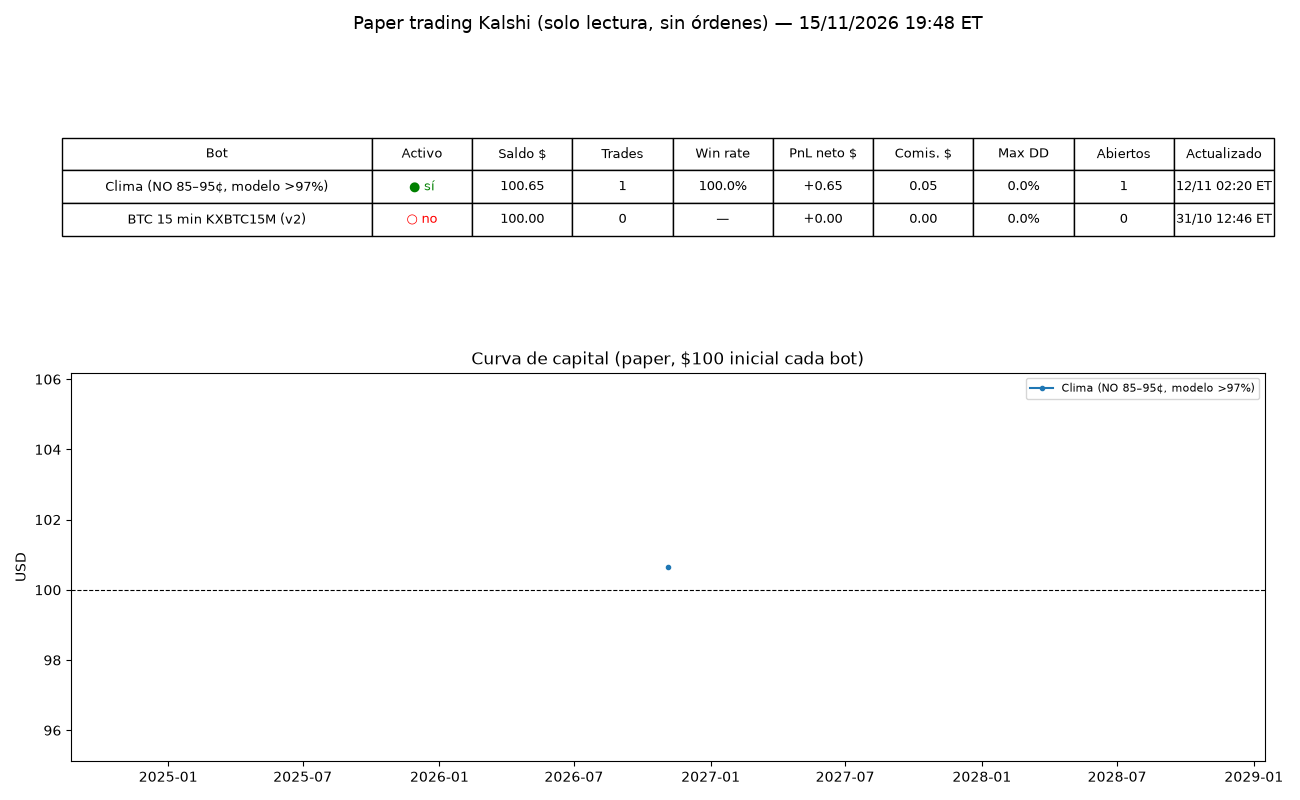 Paper trading Kalshi (solo lectura, sin órdenes) — 15/11/2026 19:48 ET
Bot Activo Saldo $ Trades Win rate PnL neto $ Comis. $ Max DD Abiertos Actualizado
Clima (NO 85–95¢, modelo >97%) ● sí 100.65 1 100.0% +0.65 0.05 0.0% 1 12/11 02:20 ET
BTC 15 min KXBTC15M (v2) ○ no 100.00 0 — +0.00 0.00 0.0% 0 31/10 12:46 ET
Curva de capital (paper, $100 inicial cada bot)
Clima (NO 85–95¢, modelo >97%)
USD
106
104
102
100
98
96
2025-01 2025-07 2026-01 2026-07 2027-01 2027-07 2028-01 2028-07 2029-01